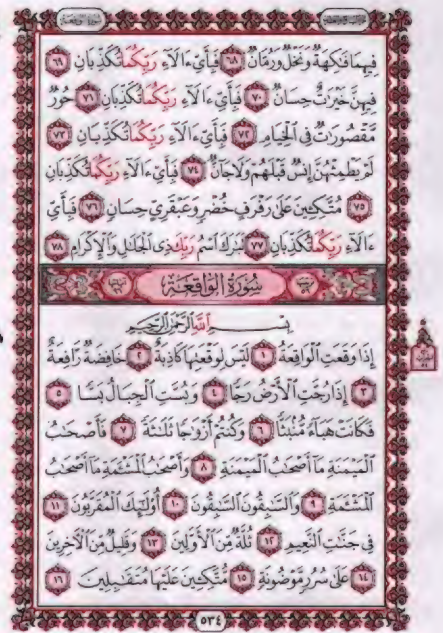 فِيهِمَا فَٰكِهَةٌ وَنَخْلٌ وَرُمَّانٌ ٦٨ فَبِأَيِّ ءَالَآءِ رَبِّكُمَا تُكَذِّبَانِ ٦٩
فِيهِنَّ خَيْرَٰتٌ حِسَانٌ ٧٠ فَبِأَيِّ ءَالَآءِ رَبِّكُمَا تُكَذِّبَانِ ٧١ حُورٌ
مَّقْصُورَٰتٌ فِي ٱلْخِيَامِ ٧٢ فَبِأَيِّ ءَالَآءِ رَبِّكُمَا تُكَذِّبَانِ ٧٣
لَمْ يَطْمِثْهُنَّ إِنسٌ قَبْلَهُمْ وَلَا جَآنٌّ ٧٤ فَبِأَيِّ ءَالَآءِ رَبِّكُمَا تُكَذِّبَانِ
٧٥ مُتَّكِـِٔينَ عَلَىٰ رَفْرَفٍ خُضْرٍ وَعَبْقَرِيٍّ حِسَانٍ ٧٦ فَبِأَيِّ
ءَالَآءِ رَبِّكُمَا تُكَذِّبَانِ ٧٧ تَبَٰرَكَ ٱسْمُ رَبِّكَ ذِي ٱلْجَلَٰلِ وَٱلْإِكْرَامِ ٧٨
سُورَةُ الوَاقِعَةِ
بِسْمِ ٱللَّهِ ٱلرَّحْمَٰنِ ٱلرَّحِيمِ
إِذَا وَقَعَتِ ٱلْوَاقِعَةُ ١ لَيْسَ لِوَقْعَتِهَا كَاذِبَةٌ ٢ خَافِضَةٌ رَّافِعَةٌ
٣ إِذَا رُجَّتِ ٱلْأَرْضُ رَجًّا ٤ وَبُسَّتِ ٱلْجِبَالُ بَسًّا ٥
فَكَانَتْ هَبَآءً مُّنۢبَثًّا ٦ وَكُنتُمْ أَزْوَٰجًا ثَلَٰثَةً ٧ فَأَصْحَٰبُ
ٱلْمَيْمَنَةِ مَآ أَصْحَٰبُ ٱلْمَيْمَنَةِ ٨ وَأَصْحَٰبُ ٱلْمَشْـَٔمَةِ مَآ أَصْحَٰبُ
ٱلْمَشْـَٔمَةِ ٩ وَٱلسَّٰبِقُونَ ٱلسَّٰبِقُونَ ١٠ أُو۟لَٰٓئِكَ ٱلْمُقَرَّبُونَ ١١
فِي جَنَّٰتِ ٱلنَّعِيمِ ١٢ ثُلَّةٌ مِّنَ ٱلْأَوَّلِينَ ١٣ وَقَلِيلٌ مِّنَ ٱلْءَاخِرِينَ
١٤ عَلَىٰ سُرُرٍ مَّوْضُونَةٍ ١٥ مُّتَّكِـِٔينَ عَلَيْهَا مُتَقَٰبِلِينَ ١٦
٥٣٤